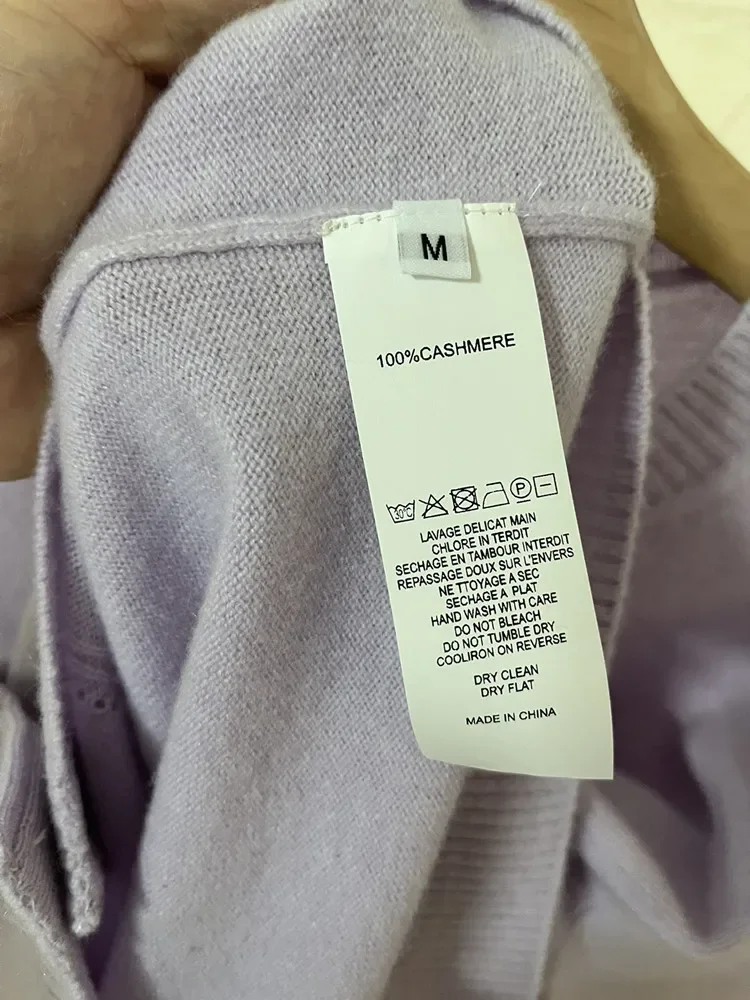 M
100%CASHMERE
30°C P
LAVAGE DELICAT MAIN
CHLORE IN TERDIT
SECHAGE EN TAMBOUR INTERDIT
REPASSAGE DOUX SUR L'ENVERS
NE TTOYAGE A SEC
SECHAGE A PLAT
HAND WASH WITH CARE
DO NOT BLEACH
DO NOT TUMBLE DRY
COOLIRON ON REVERSE
DRY CLEAN
DRY FLAT
MADE IN CHINA